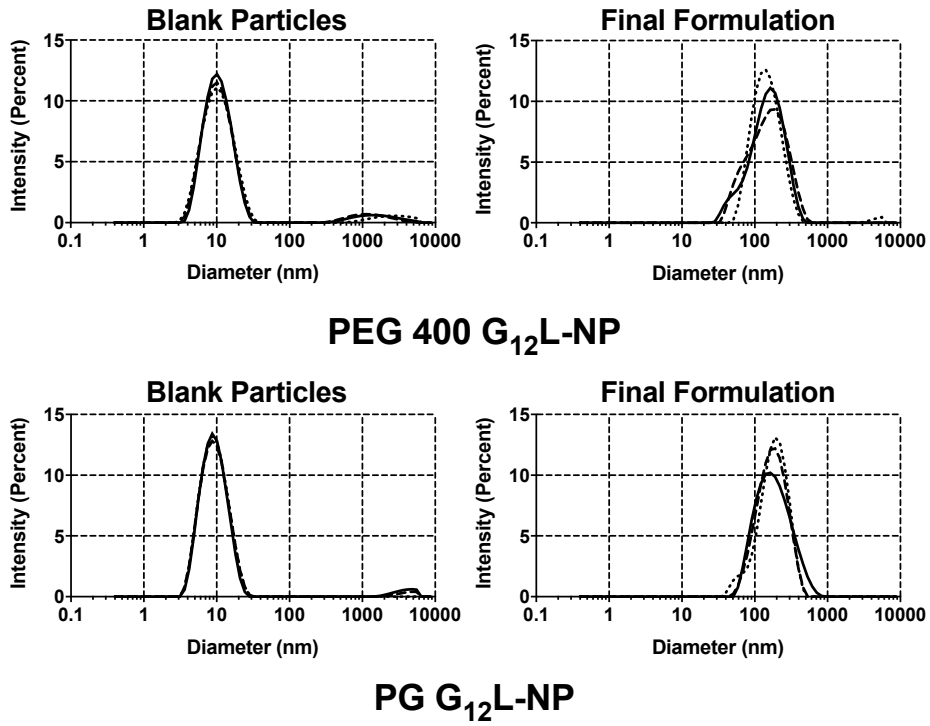 Blank Particles
Final Formulation
Intensity (Percent)
15
10
5
0
0.1 1 10 100 1000 10000
Diameter (nm)
Intensity (Percent)
15
10
5
0
0.1 1 10 100 1000 10000
Diameter (nm)
PEG 400 G₁₂L-NP
Blank Particles
Final Formulation
Intensity (Percent)
15
10
5
0
0.1 1 10 100 1000 10000
Diameter (nm)
Intensity (Percent)
15
10
5
0
0.1 1 10 100 1000 10000
Diameter (nm)
PG G₁₂L-NP